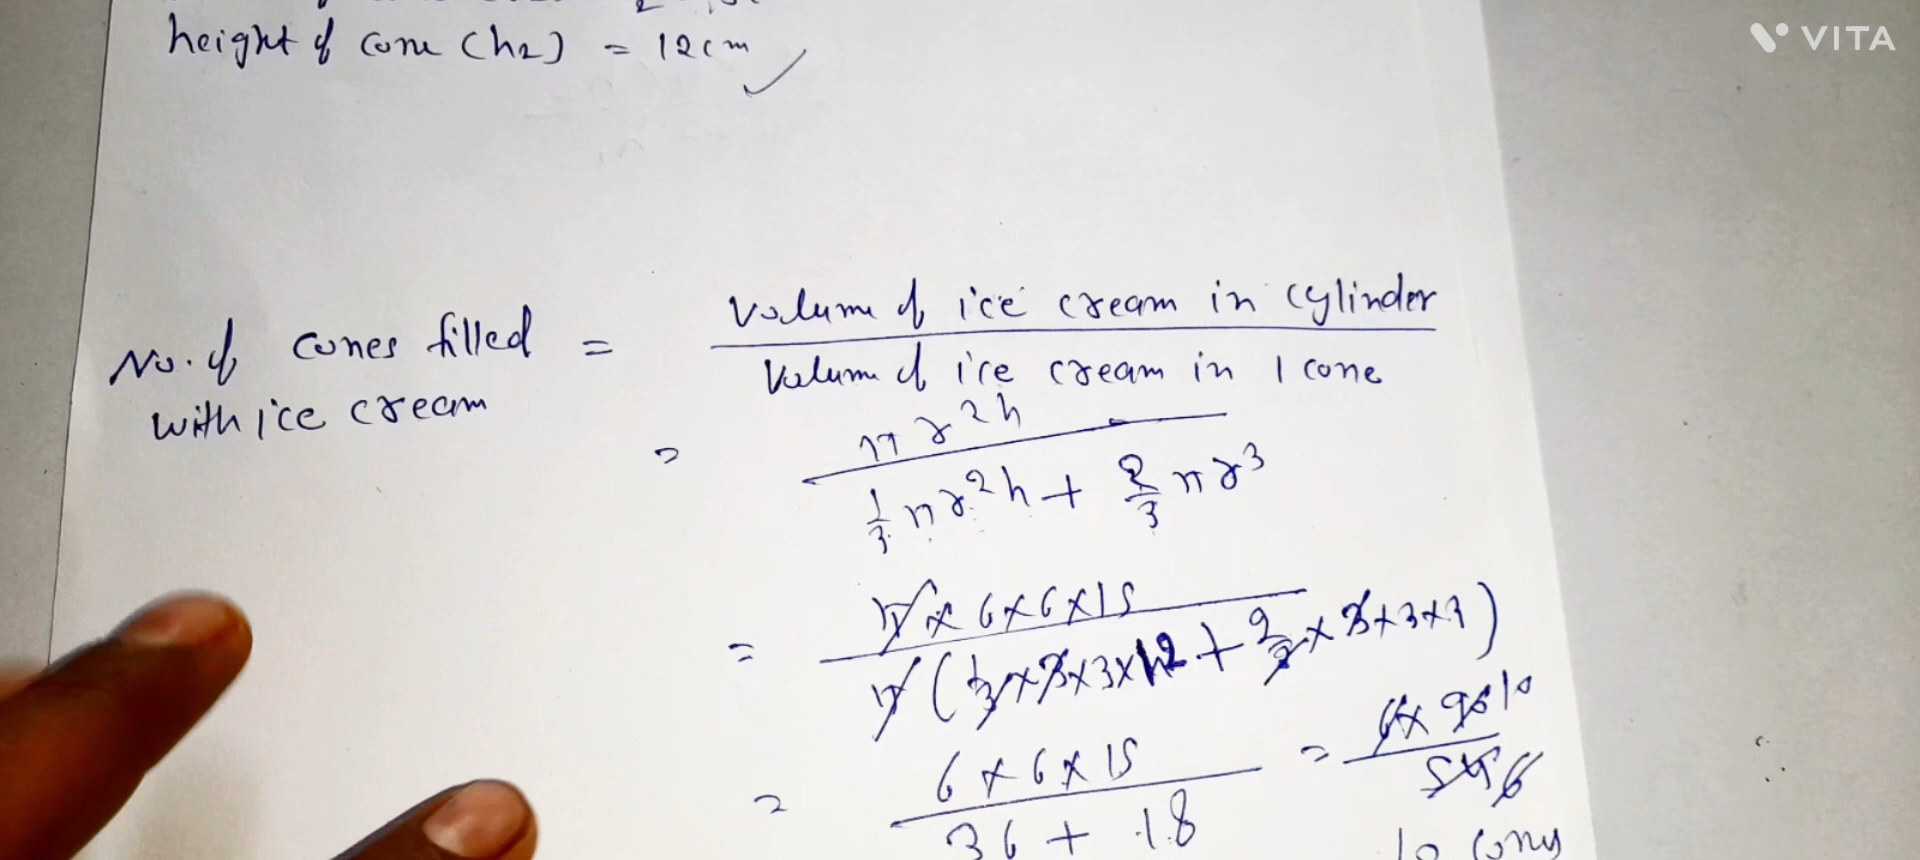 height of cone (h2) = 12cm
VITA
No. of cones filled with ice cream = Volume of ice cream in cylinder / Volume of ice cream in 1 cone
= πr²h / 1/3 πr²h + 2/3 πr³
= π × 6×6×15 / π (1/3×3×3×12 + 2/3 × 3×3×3)
= 6×6×15 / 36 + 18 = 6× 90 10 / 54 6
10 cones